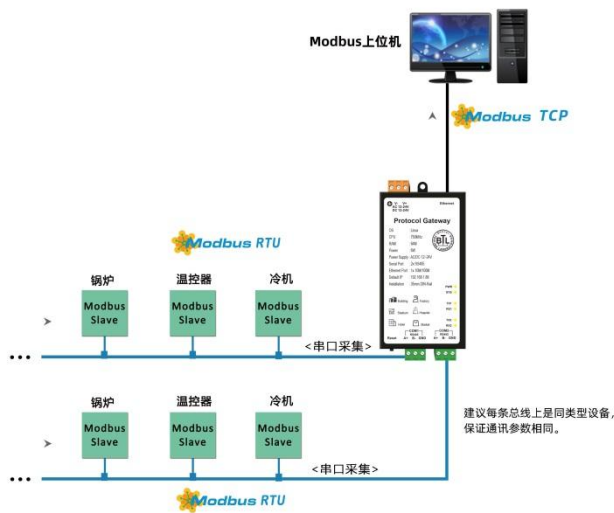 Modbus上位机
Modbus TCP
Ethernet
Protocol Gateway
BTL
Modbus RTU
锅炉
温控器
冷机
Modbus Slave
Modbus Slave
Modbus Slave
<串口采集>
•••
锅炉
温控器
冷机
Modbus Slave
Modbus Slave
Modbus Slave
<串口采集>
•••
Modbus RTU
建议每条总线上是同类型设备,
保证通讯参数相同。